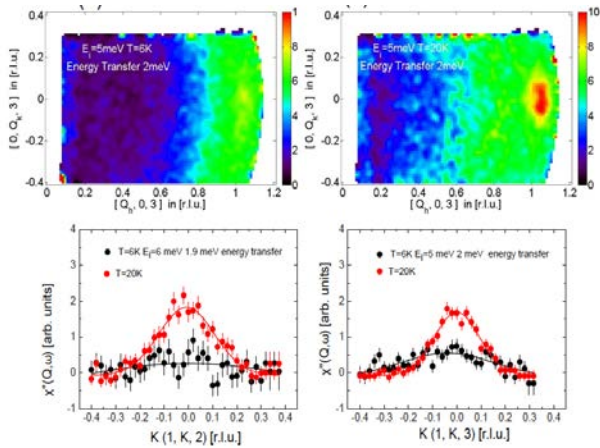 0.4
0.2
0
-0.2
-0.4
[ 0, Q_k, 3 ] in [r.l.u.]
E_i=5meV T=6K
Energy Transfer 2meV
0 0.2 0.4 0.6 0.8 1 1.2
[ Q_h, 0, 3 ] in [r.l.u.]
8
6
4
2
0
0.4
0.2
0
-0.2
-0.4
[ 0, Q_k, 3 ] in [r.l.u.]
E_i=5meV T=20K
Energy Transfer 2meV
0 0.2 0.4 0.6 0.8 1 1.2
[ Q_h, 0, 3 ] in [r.l.u.]
10
8
6
4
2
0
4
3
2
1
0
-1
χ"(Q,ω) [arb. units]
T=6K E_f=6 meV 1.9 meV energy transfer
T=20K
-0.4 -0.3 -0.2 -0.1 0.0 0.1 0.2 0.3 0.4
K (1, K, 2) [r.l.u.]
4
3
2
1
0
-1
χ"(Q,ω) [arb. units]
T=6K E_f=5 meV 2 meV energy transfer
T=20K
-0.4 -0.3 -0.2 -0.1 0.0 0.1 0.2 0.3 0.4
K (1, K, 3) [r.l.u.]